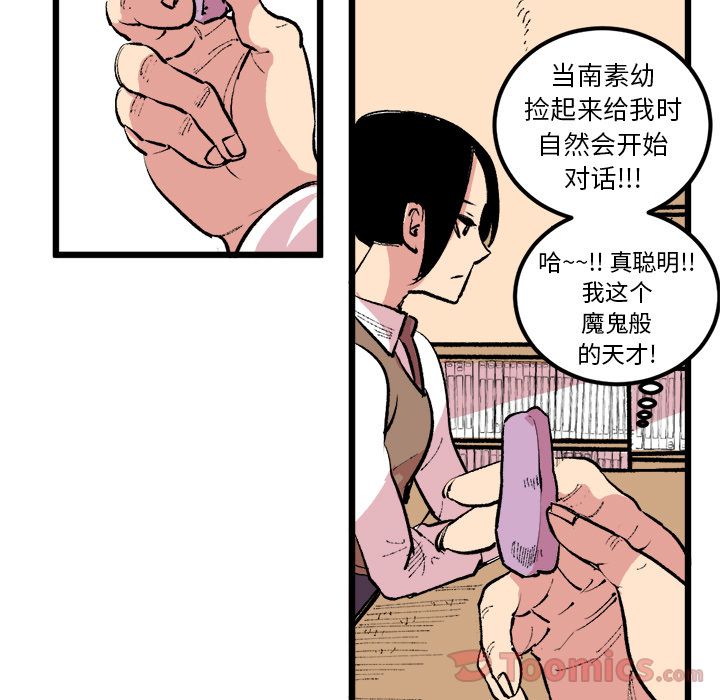 当南素幼
捡起来给我时
自然会开始
对话!!!
哈~~!! 真聪明!!
我这个
魔鬼般
的天才!
Toomics.com